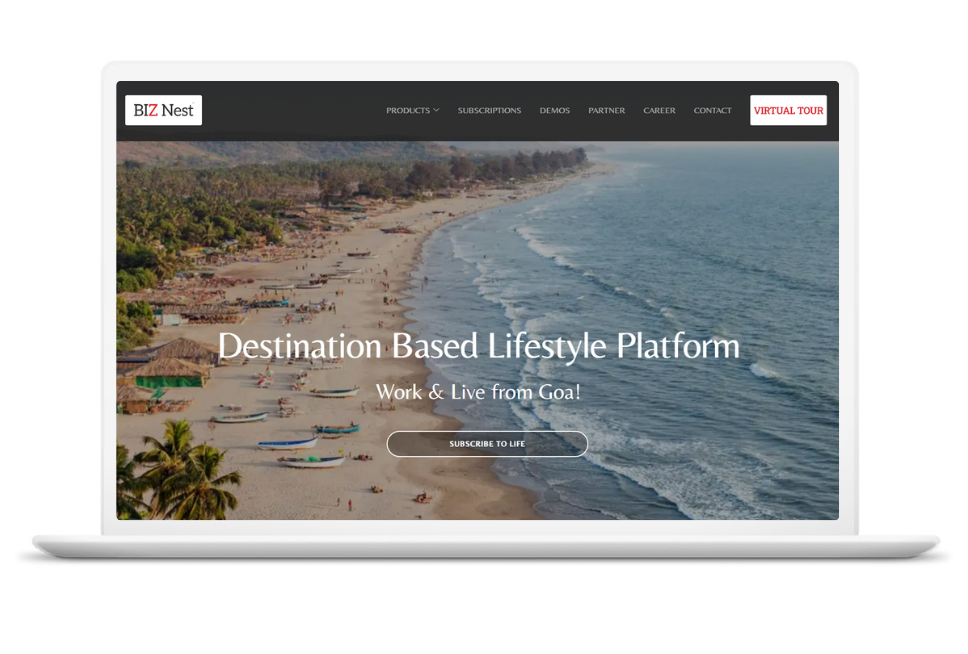 BIZ Nest
PRODUCTS SUBSCRIPTIONS DEMOS PARTNER CAREER CONTACT VIRTUAL TOUR
Destination Based Lifestyle Platform
Work & Live from Goa!
SUBSCRIBE TO LIFE